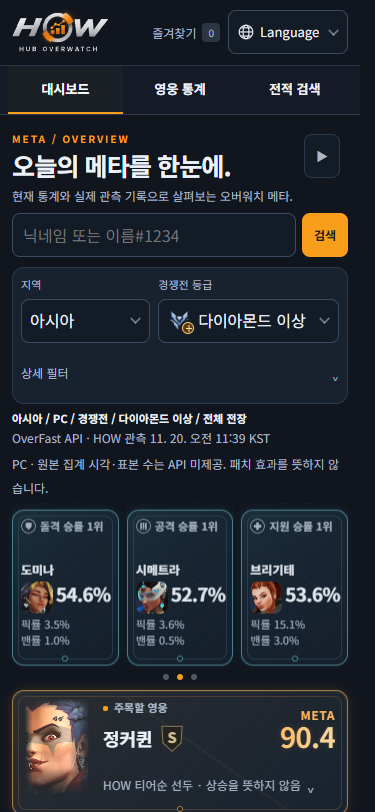 HOW
HUB OVERWATCH
즐겨찾기 0
Language
대시보드 영웅 통계 전적 검색
META / OVERVIEW
오늘의 메타를 한눈에.
현재 통계와 실제 관측 기록으로 살펴보는 오버워치 메타.
닉네임 또는 이름#1234
검색
지역 경쟁전 등급
아시아 다이아몬드 이상
상세 필터
아시아 / PC / 경쟁전 / 다이아몬드 이상 / 전체 전장
OverFast API · HOW 관측 11. 20. 오전 11:39 KST
PC · 원본 집계 시각·표본 수는 API 미제공. 패치 효과를 뜻하지 않
습니다.
돌격 승률 1위 공격 승률 1위 지원 승률 1위
도미나 시메트라 브리기테
54.6% 52.7% 53.6%
픽률 3.5% 픽률 3.6% 픽률 15.1%
밴률 1.0% 밴률 0.5% 밴률 3.0%
주목할 영웅
META
정커퀸 S
90.4
HOW 티어순 선두 · 상승을 뜻하지 않음